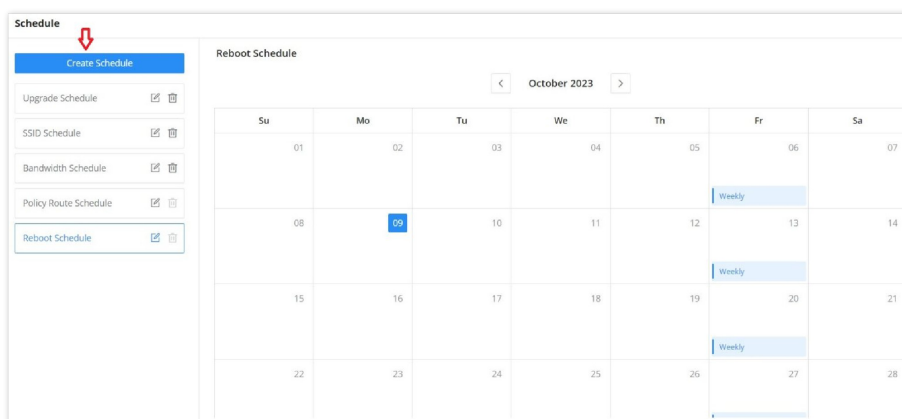 Schedule
Create Schedule
Upgrade Schedule
SSID Schedule
Bandwidth Schedule
Policy Route Schedule
Reboot Schedule
Reboot Schedule
< October 2023 >
Su Mo Tu We Th Fr Sa
01 02 03 04 05 06 07
Weekly
08 09 10 11 12 13 14
Weekly
15 16 17 18 19 20 21
Weekly
22 23 24 25 26 27 28